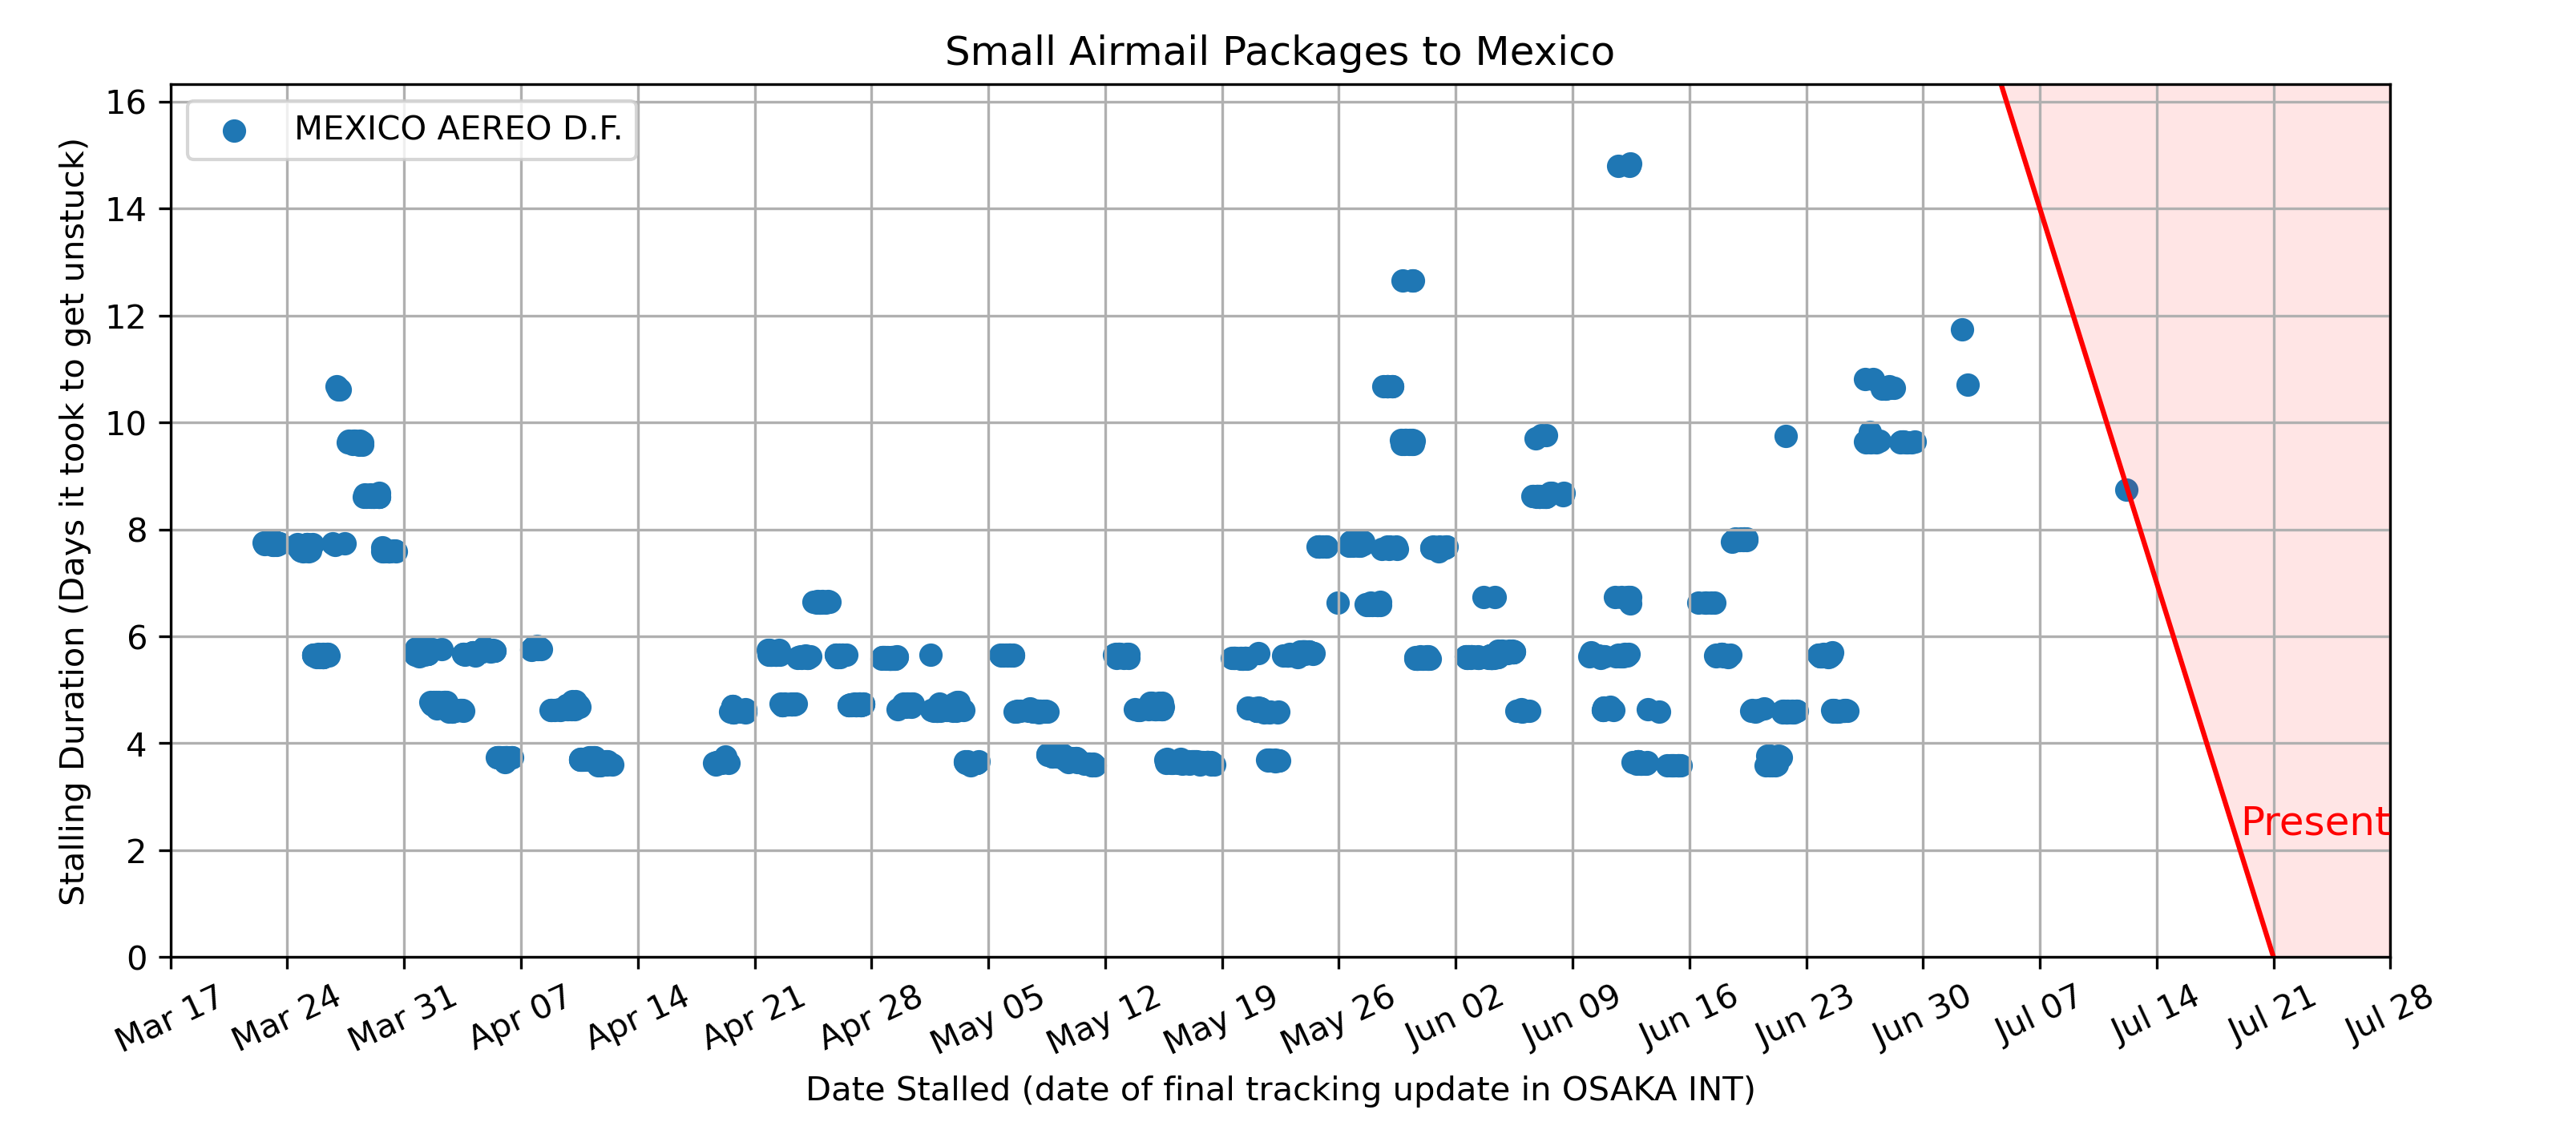 Small Airmail Packages to Mexico
MEXICO AEREO D.F.
Stalling Duration (Days it took to get unstuck)
16
14
12
10
8
6
4
2
0
Present
Mar 17 Mar 24 Mar 31 Apr 07 Apr 14 Apr 21 Apr 28 May 05 May 12 May 19 May 26 Jun 02 Jun 09 Jun 16 Jun 23 Jun 30 Jul 07 Jul 14 Jul 21 Jul 28
Date Stalled (date of final tracking update in OSAKA INT)